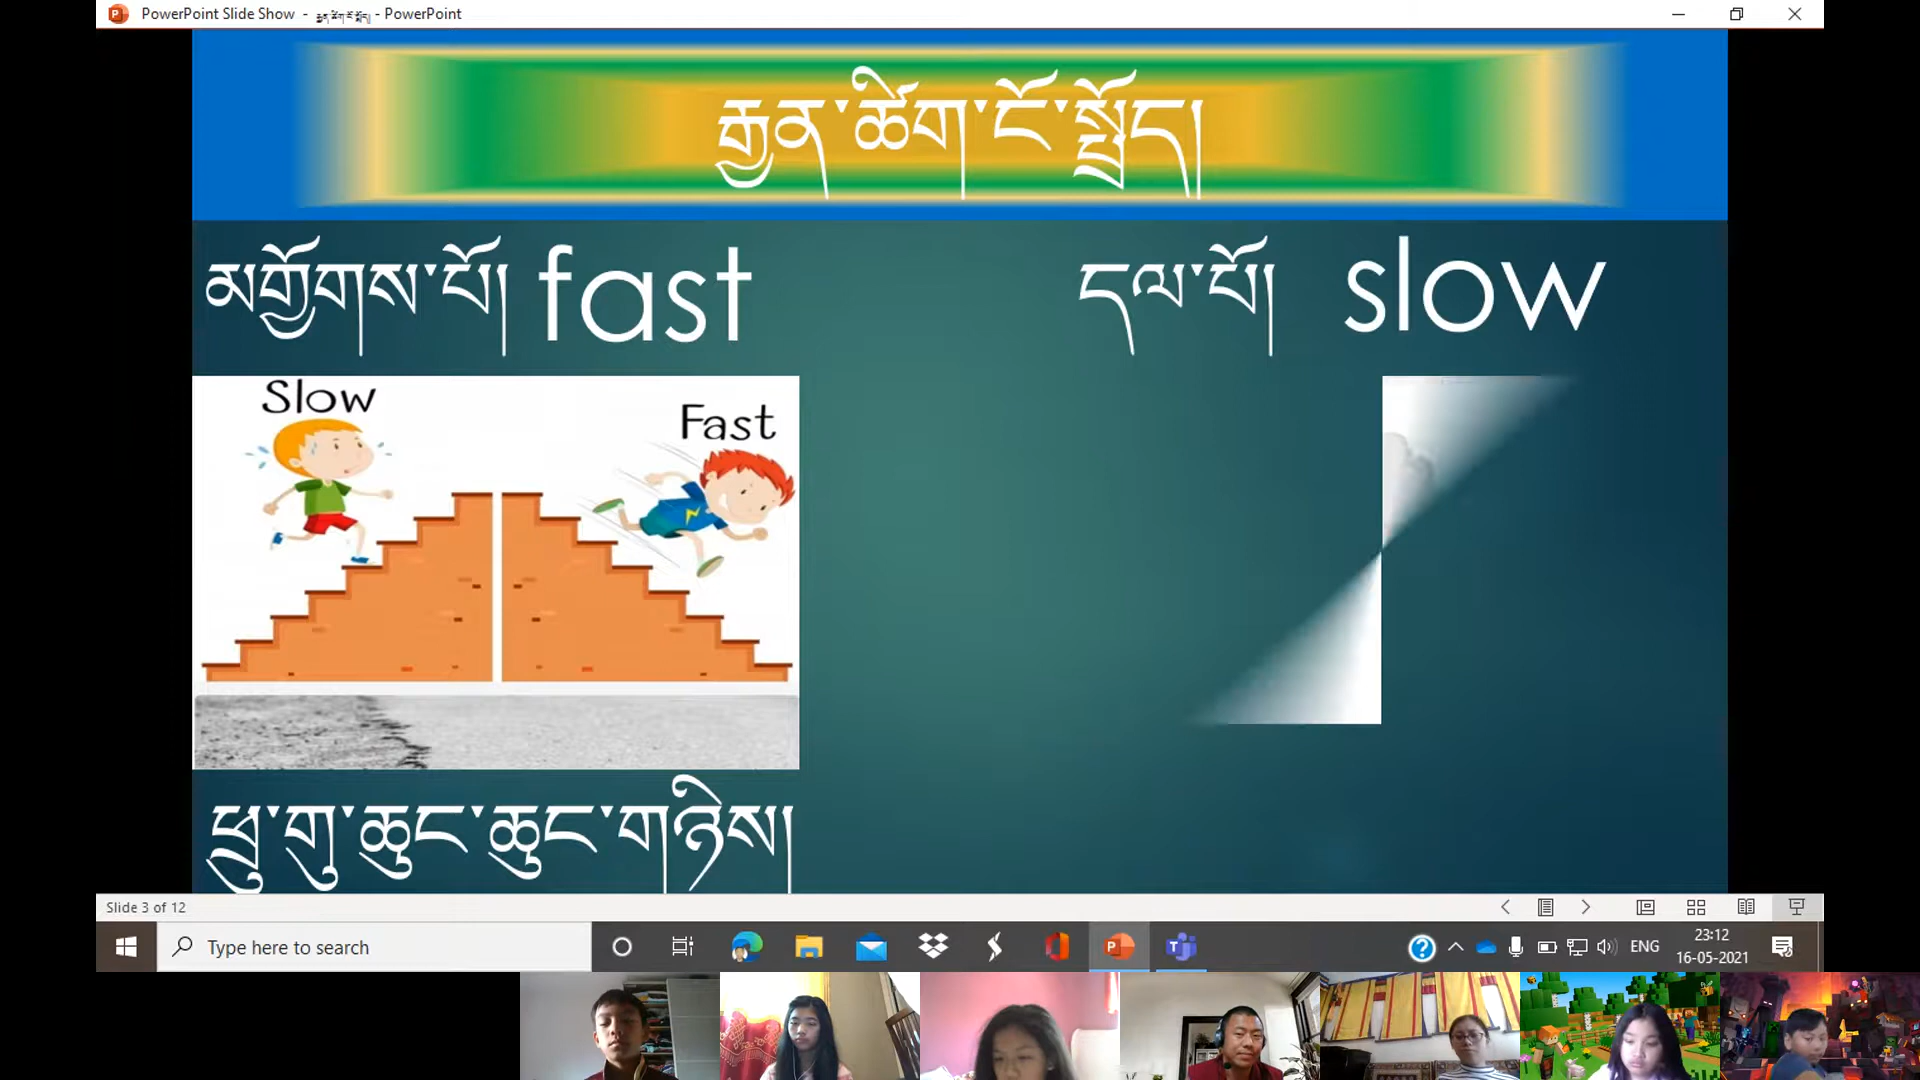 PowerPoint Slide Show - རྒྱན་ཚིག་ངོ་སྤྲོད། - PowerPoint
རྒྱན་ཚིག་ངོ་སྤྲོད།
མགྱོགས་པོ། fast
དལ་པོ། slow
Slow
Fast
ཕྲུ་གུ་ཆུང་ཆུང་གཉིས།
Slide 3 of 12
Type here to search
ENG
23:12
16-05-2021